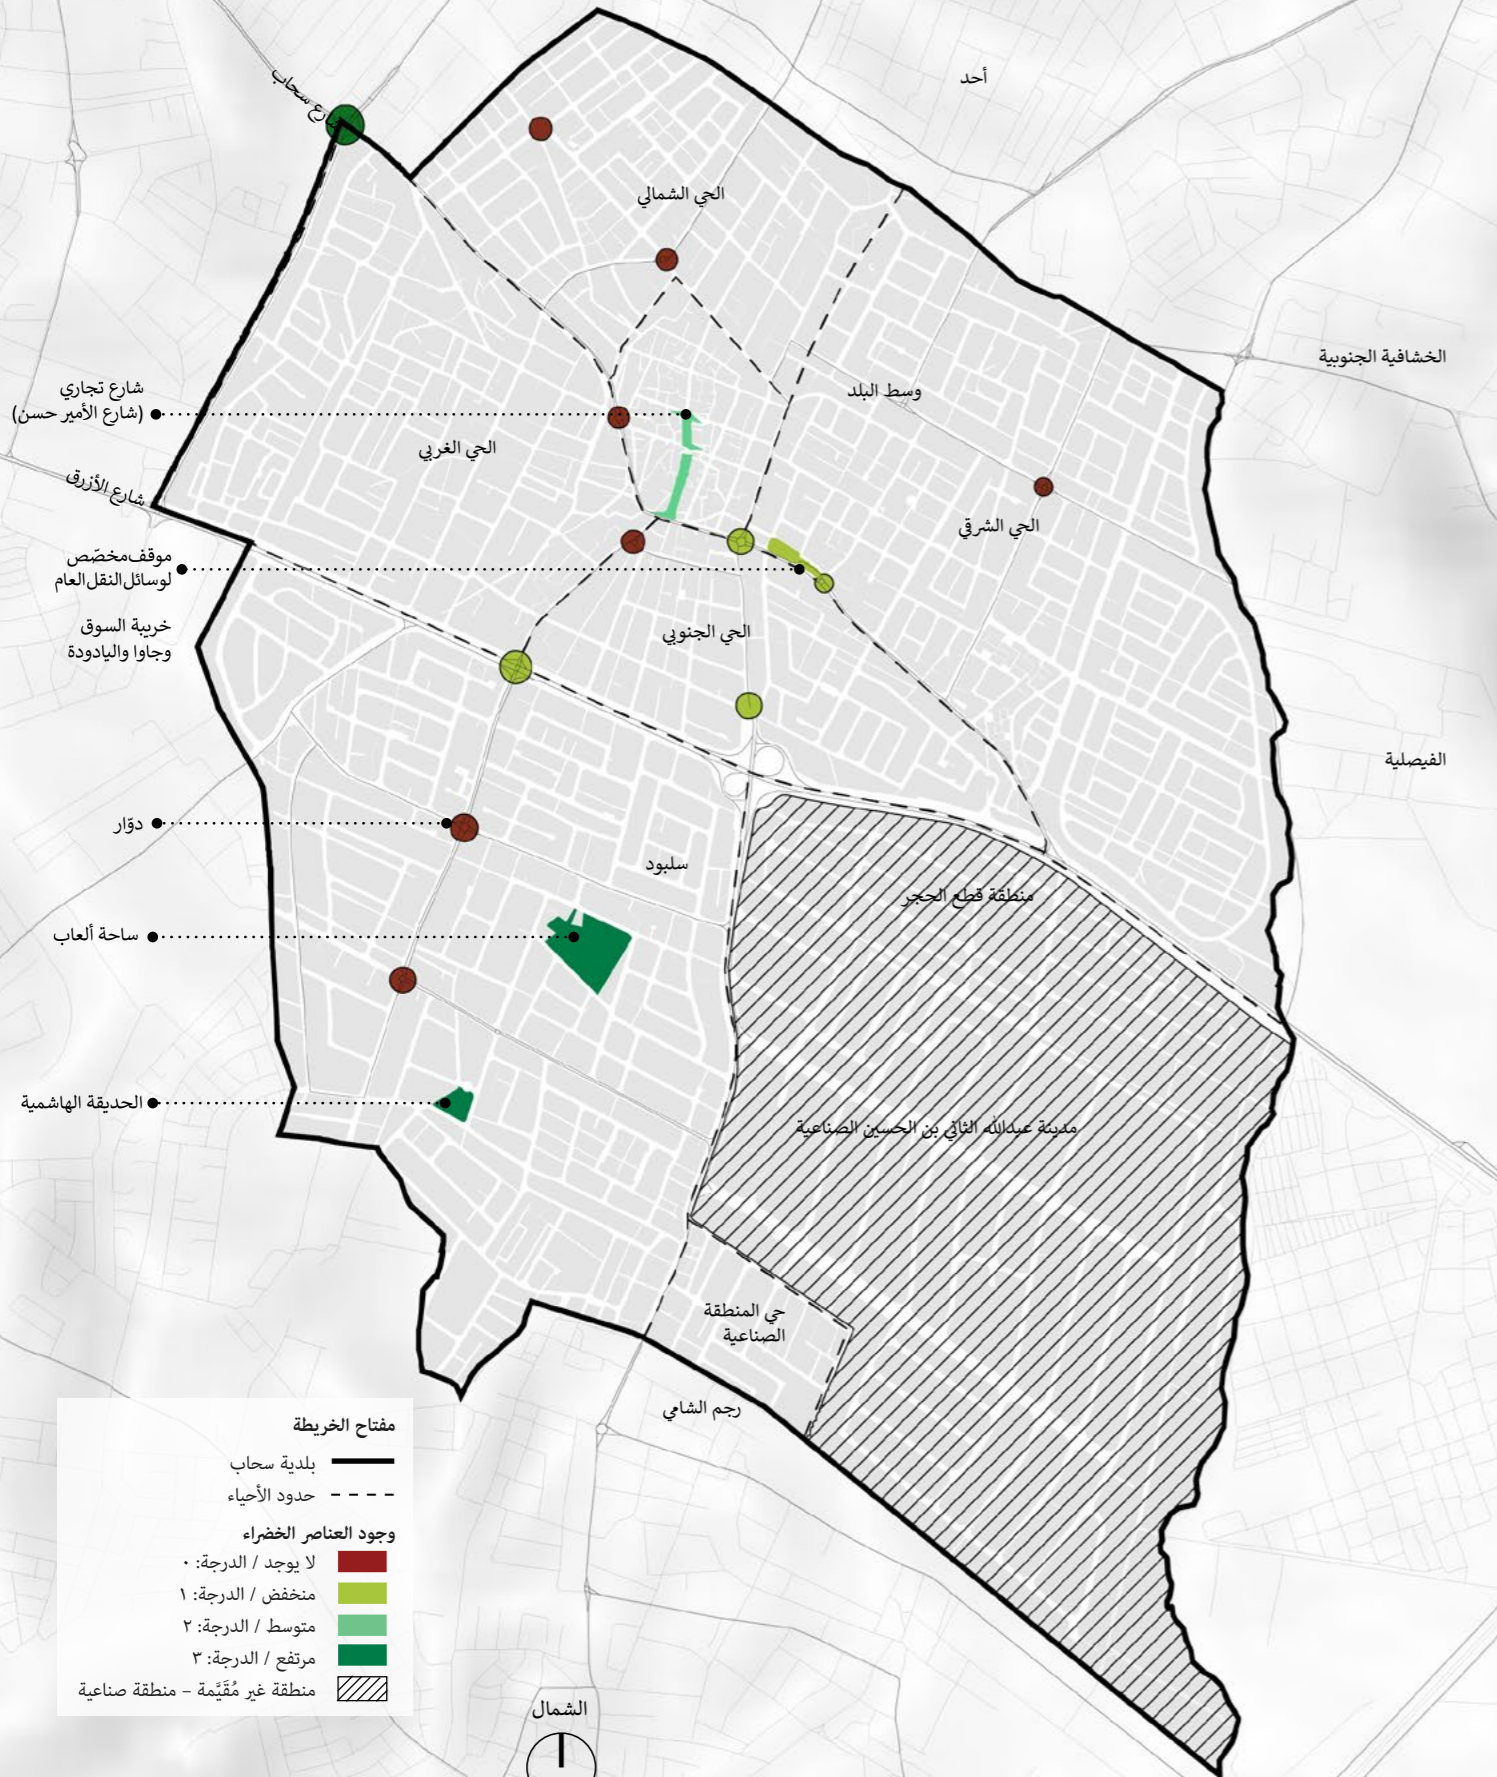 أحد
شارع سحاب
الحي الشمالي
الخشافية الجنوبية
وسط البلد
شارع تجاري
(شارع الأمير حسن)
الحي الغربي
شارع الأزرق
الحي الشرقي
موقف مخصّص
لوسائل النقل العام
خريبة السوق
وجاوا واليادودة
الحي الجنوبي
الفيصلية
دوّار
سلبود
منطقة قطع الحجر
ساحة ألعاب
الحديقة الهاشمية
مدينة عبدالله الثاني بن الحسين الصناعية
حي المنطقة
الصناعية
رجم الشامي
مفتاح الخريطة
بلدية سحاب
حدود الأحياء
وجود العناصر الخضراء
لا يوجد / الدرجة: ٠
منخفض / الدرجة: ١
متوسط / الدرجة: ٢
مرتفع / الدرجة: ٣
منطقة غير مُقَيَّمة – منطقة صناعية
الشمال